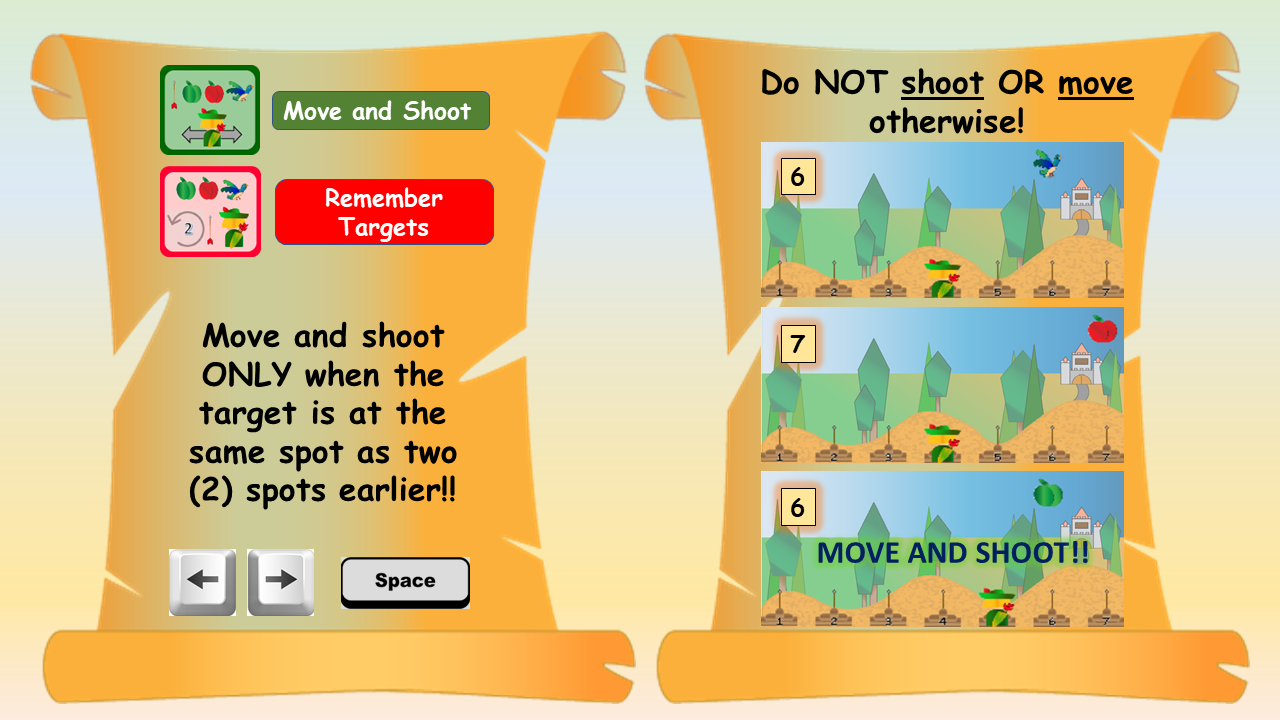 Move and Shoot
2
Remember
Targets
Move and shoot
ONLY when the
target is at the
same spot as two
(2) spots earlier!!
Space
Do NOT shoot OR move
otherwise!
6
1 2 3 5 6 7
7
1 2 3 5 6 7
6
MOVE AND SHOOT!!
1 2 3 4 6 7